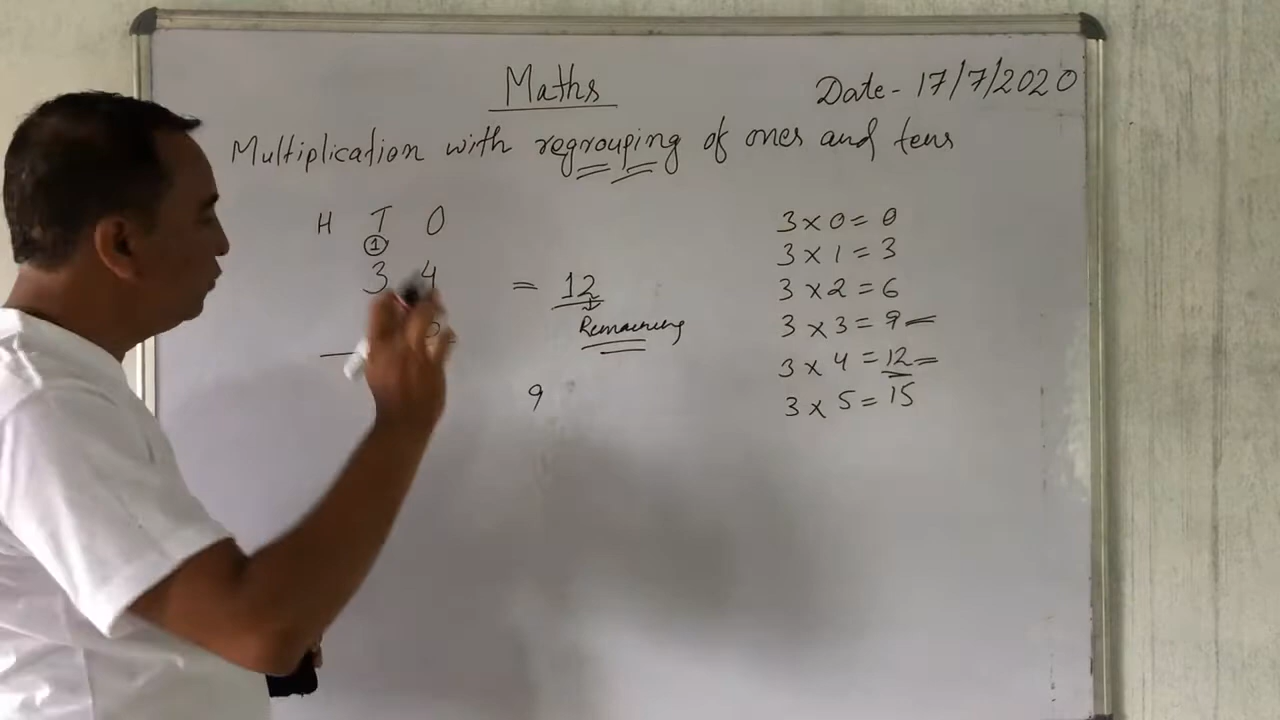 Maths
Date - 17/7/2020
Multiplication with regrouping of ones and tens
H T O
1
3 4
= 12
Remaining
9
3 x 0 = 0
3 x 1 = 3
3 x 2 = 6
3 x 3 = 9
3 x 4 = 12
3 x 5 = 15